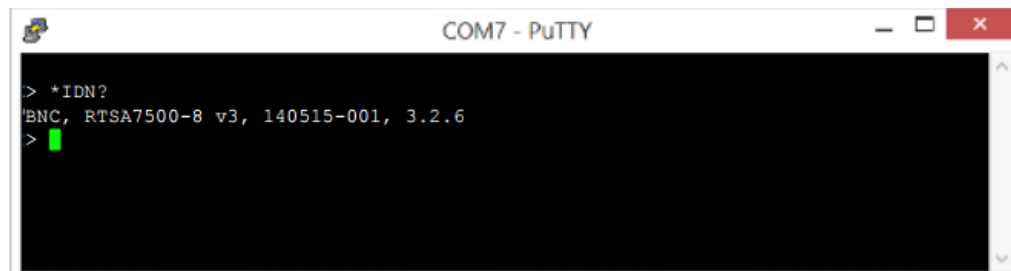 COM7 - PuTTY
> *IDN?
BNC, RTSA7500-8 v3, 140515-001, 3.2.6
>